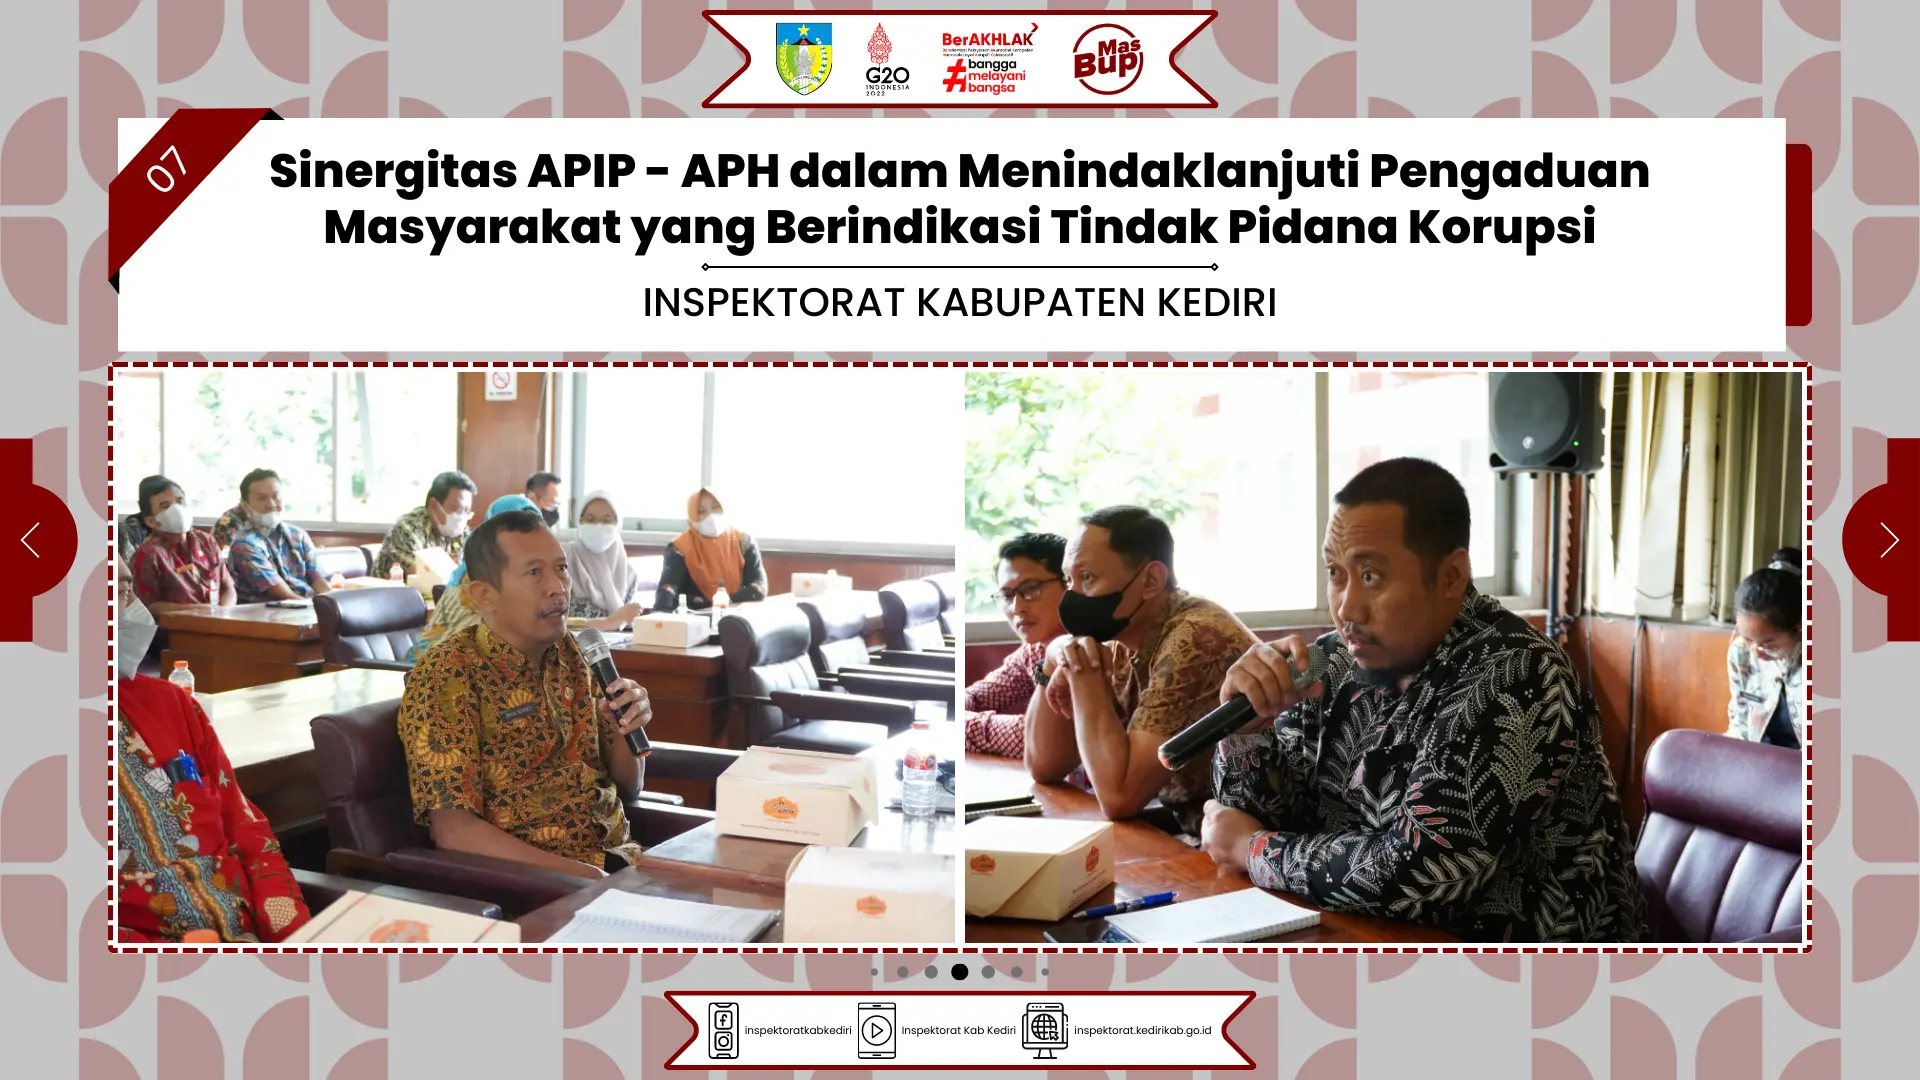 G20
INDONESIA
2022
BerAKHLAK
#bangga
melayani
bangsa
Mas
Bup
07
Sinergitas APIP - APH dalam Menindaklanjuti Pengaduan
Masyarakat yang Berindikasi Tindak Pidana Korupsi
INSPEKTORAT KABUPATEN KEDIRI
inspektoratkabkediri
Inspektorat Kab Kediri
inspektorat.kedirikab.go.id